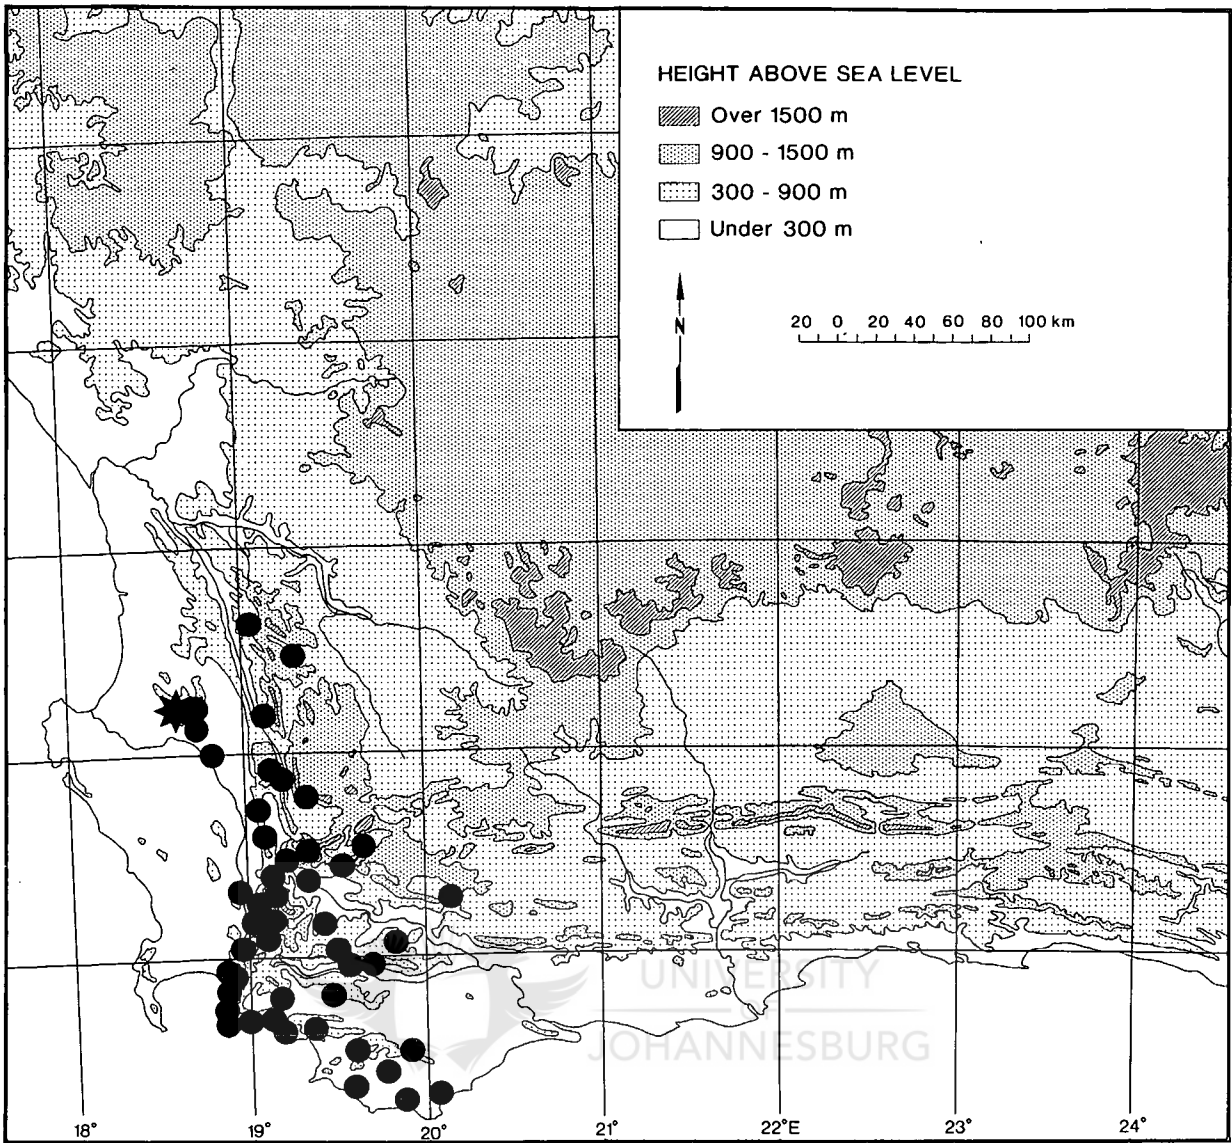 HEIGHT ABOVE SEA LEVEL
Over 1500 m
900 - 1500 m
300 - 900 m
Under 300 m
N
20 0 20 40 60 80 100 km
UNIVERSITY
OF
JOHANNESBURG
18° 19° 20° 21° 22°E 23° 24°